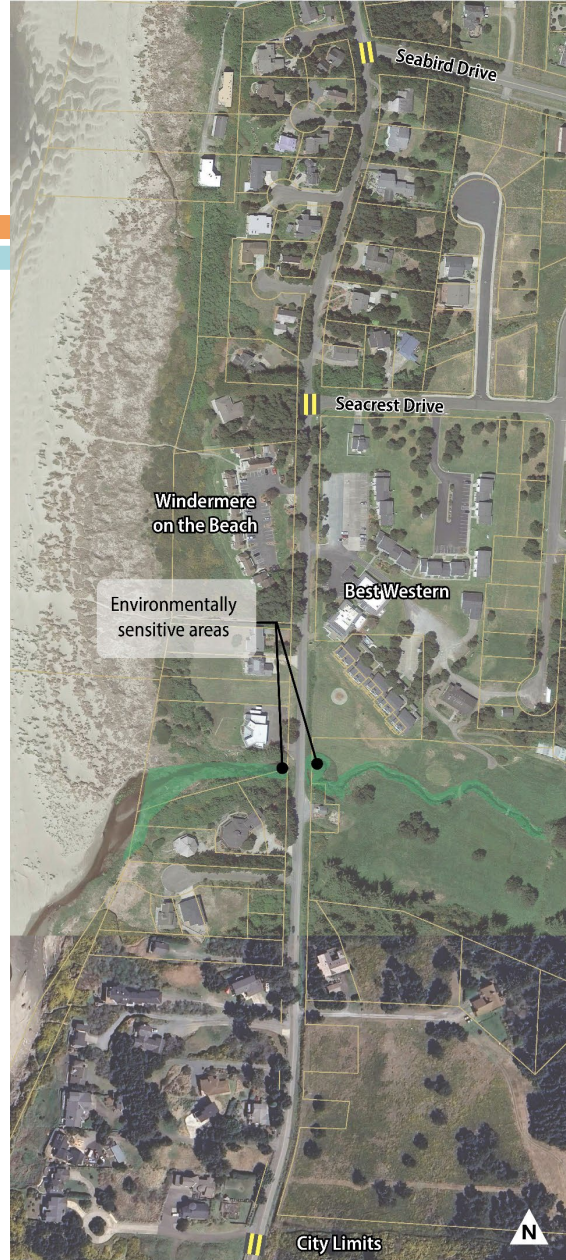 Seabird Drive
Seacrest Drive
Windermere
on the Beach
Best Western
Environmentally
sensitive areas
City Limits
N